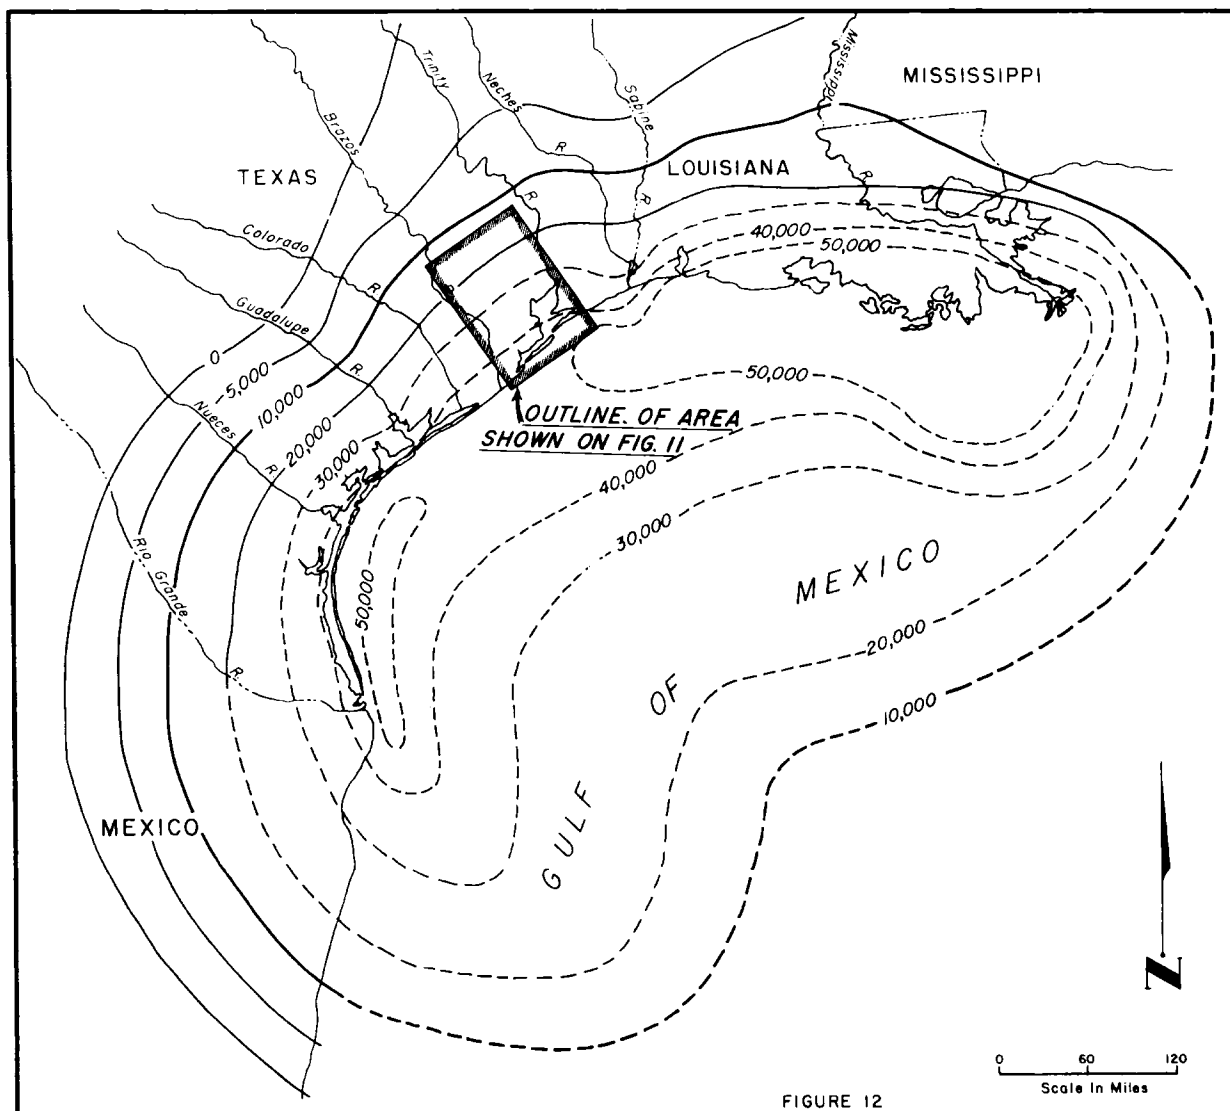 MISSISSIPPI
Mississippi
R.
Sabine
R.
Neches
R.
Trinity
R.
Brazos
R.
LOUISIANA
TEXAS
Colorado
R.
Guadalupe
R.
Nueces
R.
Rio Grande
R.
0
5,000
10,000
20,000
30,000
40,000
50,000
50,000
OUTLINE. OF AREA
SHOWN ON FIG. 11
40,000
30,000
50,000
20,000
10,000
MEXICO
GULF
OF
MEXICO
N
0 60 120
Scale In Miles
FIGURE 12